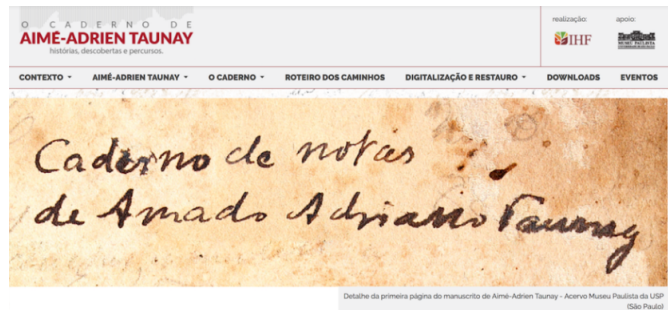 O CADERNO DE
AIMÉ-ADRIEN TAUNAY
histórias, descobertas e percursos.
realização:
IHF
apoio:
MUSEU PAULISTA
CONTEXTO
AIMÉ-ADRIEN TAUNAY
O CADERNO
ROTEIRO DOS CAMINHOS
DIGITALIZAÇÃO E RESTAURO
DOWNLOADS
EVENTOS
Caderno de notas
de Amado Adriano Taunay
Detalhe da primeira página do manuscrito de Aimé-Adrien Taunay - Acervo Museu Paulista da USP
(São Paulo)